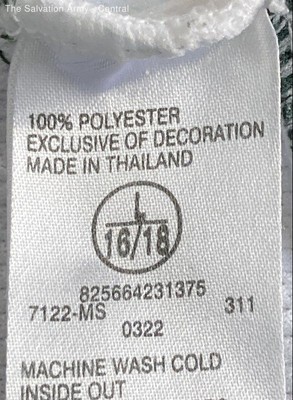 The Salvation Army Central
100% POLYESTER
EXCLUSIVE OF DECORATION
MADE IN THAILAND
L
16/18
825664231375
7122-MS 311
0322
MACHINE WASH COLD
INSIDE OUT